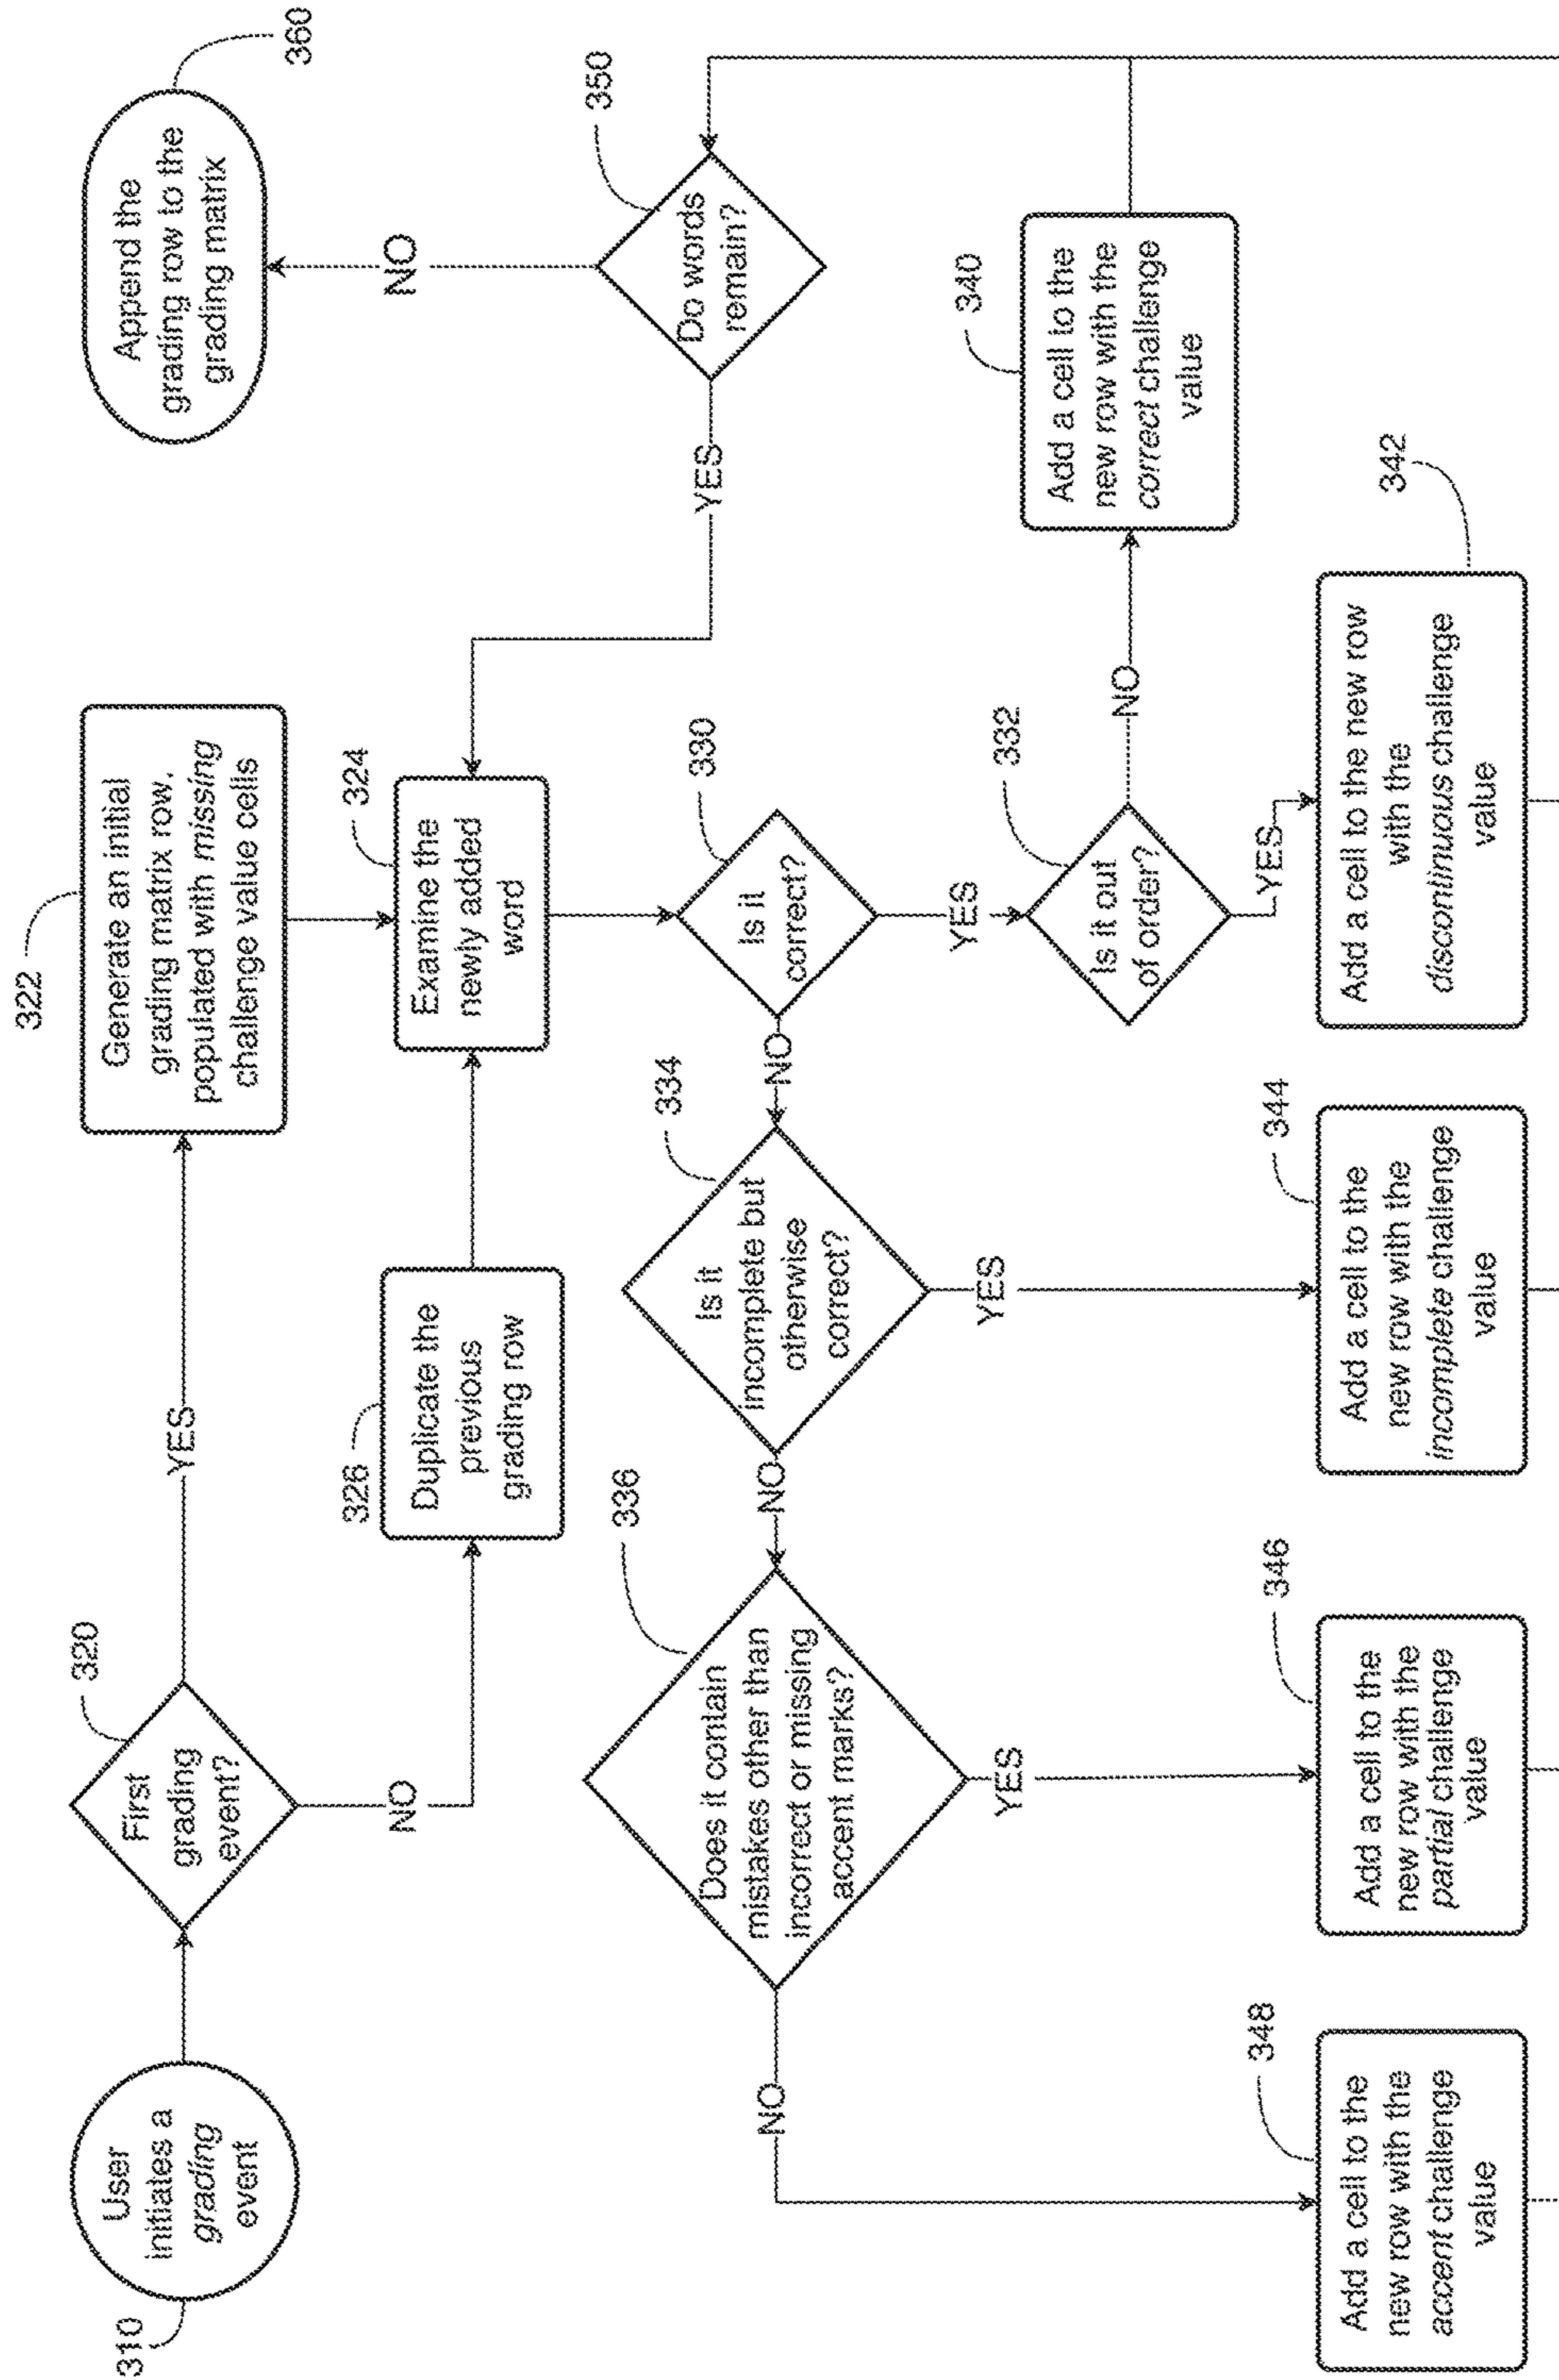 310
User
initiates a
grading
event
320
First
grading
event?
YES
NO
322
Generate an initial
grading matrix row.
populated with missing
challenge value cells
326
Duplicate the
previous
grading row
324
Examine the
newly added
word
330
Is it
correct?
YES
NO
332
Is it out
of order?
NO
YES
334
Is it
incomplete but
otherwise
correct?
YES
NO
336
Does it contain
mistakes other than
incorrect or missing
accent marks?
YES
NO
340
Add a cell to the
new row with the
correct challenge
value
342
Add a cell to the new row
with the
discontinuous challenge
value
344
Add a cell to the
new row with the
incomplete challenge
value
346
Add a cell to the
new row with the
partial challenge
value
348
Add a cell to the
new row with the
accent challenge
value
350
Do words
remain?
YES
NO
360
Append the
grading row to the
grading matrix